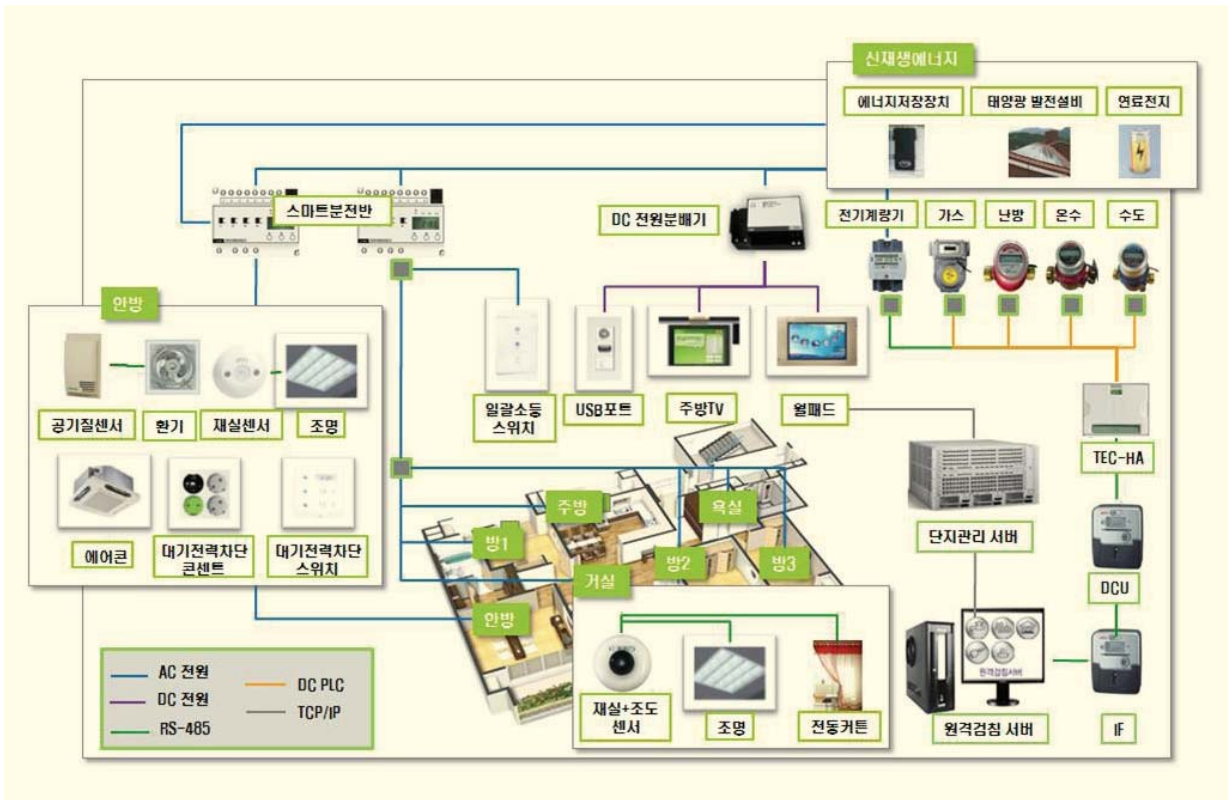 신재생에너지
에너지저장장치
태양광 발전설비
연료전지
스마트분전반
DC 전원분배기
전기계량기
가스
난방
온수
수도
안방
공기질센서
환기
재실센서
조명
에어콘
대기전력차단
콘센트
대기전력차단
스위치
일괄소등
스위치
USB포트
주방TV
월패드
TEC-HA
단지관리 서버
DCU
주방
욕실
방1
방2
방3
거실
안방
재실+조도
센서
조명
전동커튼
원격검침서버
원격검침 서버
IF
AC 전원
DC 전원
RS-485
DC PLC
TCP/IP